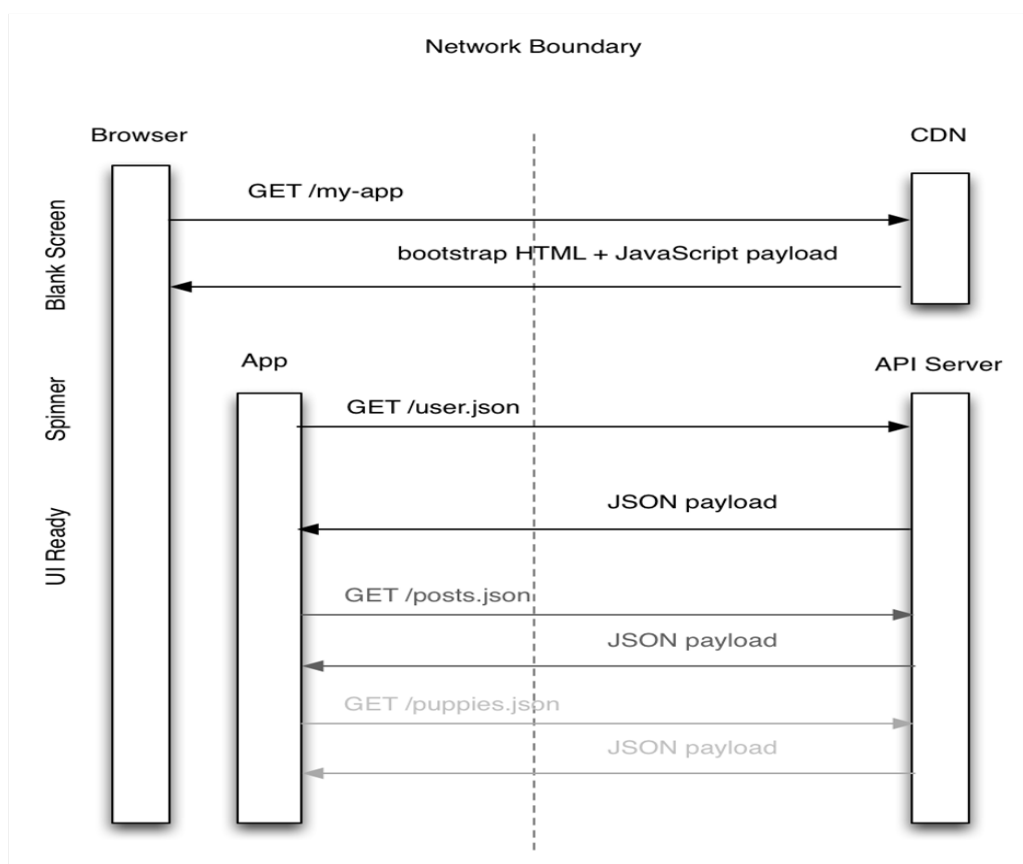 Network Boundary
Browser
CDN
GET /my-app
bootstrap HTML + JavaScript payload
Blank Screen
App
API Server
Spinner
GET /user.json
JSON payload
UI Ready
GET /posts.json
JSON payload
GET /puppies.json
JSON payload